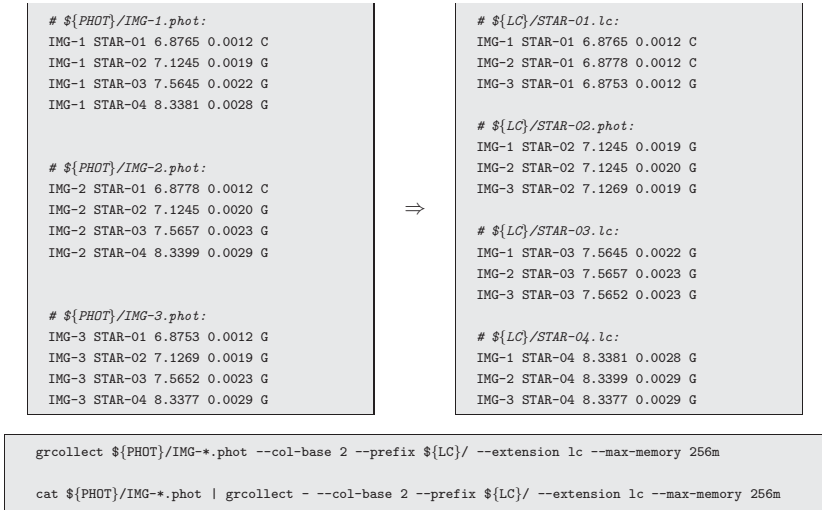 # ${PHOT}/IMG-1.phot:
IMG-1 STAR-01 6.8765 0.0012 C
IMG-1 STAR-02 7.1245 0.0019 G
IMG-1 STAR-03 7.5645 0.0022 G
IMG-1 STAR-04 8.3381 0.0028 G
# ${PHOT}/IMG-2.phot:
IMG-2 STAR-01 6.8778 0.0012 C
IMG-2 STAR-02 7.1245 0.0020 G
IMG-2 STAR-03 7.5657 0.0023 G
IMG-2 STAR-04 8.3399 0.0029 G
# ${PHOT}/IMG-3.phot:
IMG-3 STAR-01 6.8753 0.0012 G
IMG-3 STAR-02 7.1269 0.0019 G
IMG-3 STAR-03 7.5652 0.0023 G
IMG-3 STAR-04 8.3377 0.0029 G
⇒
# ${LC}/STAR-01.lc:
IMG-1 STAR-01 6.8765 0.0012 C
IMG-2 STAR-01 6.8778 0.0012 C
IMG-3 STAR-01 6.8753 0.0012 G
# ${LC}/STAR-02.phot:
IMG-1 STAR-02 7.1245 0.0019 G
IMG-2 STAR-02 7.1245 0.0020 G
IMG-3 STAR-02 7.1269 0.0019 G
# ${LC}/STAR-03.lc:
IMG-1 STAR-03 7.5645 0.0022 G
IMG-2 STAR-03 7.5657 0.0023 G
IMG-3 STAR-03 7.5652 0.0023 G
# ${LC}/STAR-04.lc:
IMG-1 STAR-04 8.3381 0.0028 G
IMG-2 STAR-04 8.3399 0.0029 G
IMG-3 STAR-04 8.3377 0.0029 G
grcollect ${PHOT}/IMG-*.phot --col-base 2 --prefix ${LC}/ --extension lc --max-memory 256m
cat ${PHOT}/IMG-*.phot | grcollect - --col-base 2 --prefix ${LC}/ --extension lc --max-memory 256m